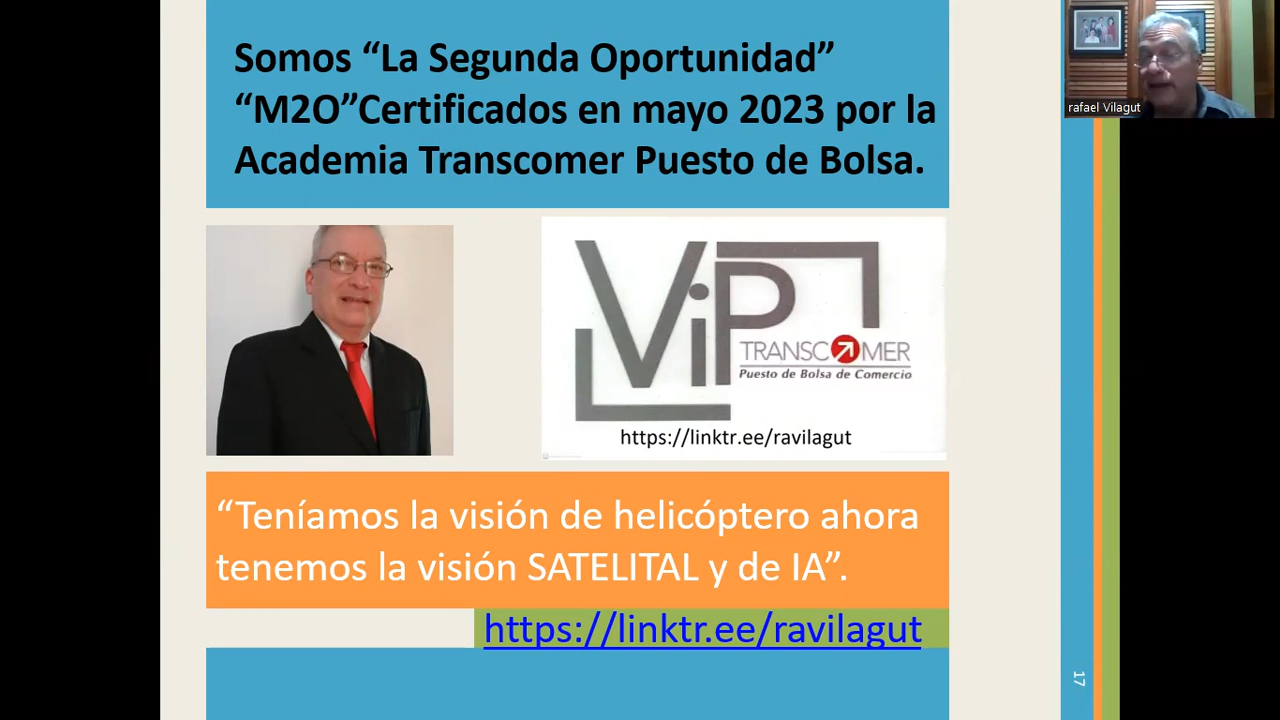 Somos “La Segunda Oportunidad”
“M2O”Certificados en mayo 2023 por la
Academia Transcomer Puesto de Bolsa.
rafael Vilagut
ViP
TRANSCOMER
Puesto de Bolsa de Comercio
https://linktr.ee/ravilagut
“Teníamos la visión de helicóptero ahora
tenemos la visión SATELITAL y de IA”.
https://linktr.ee/ravilagut
17